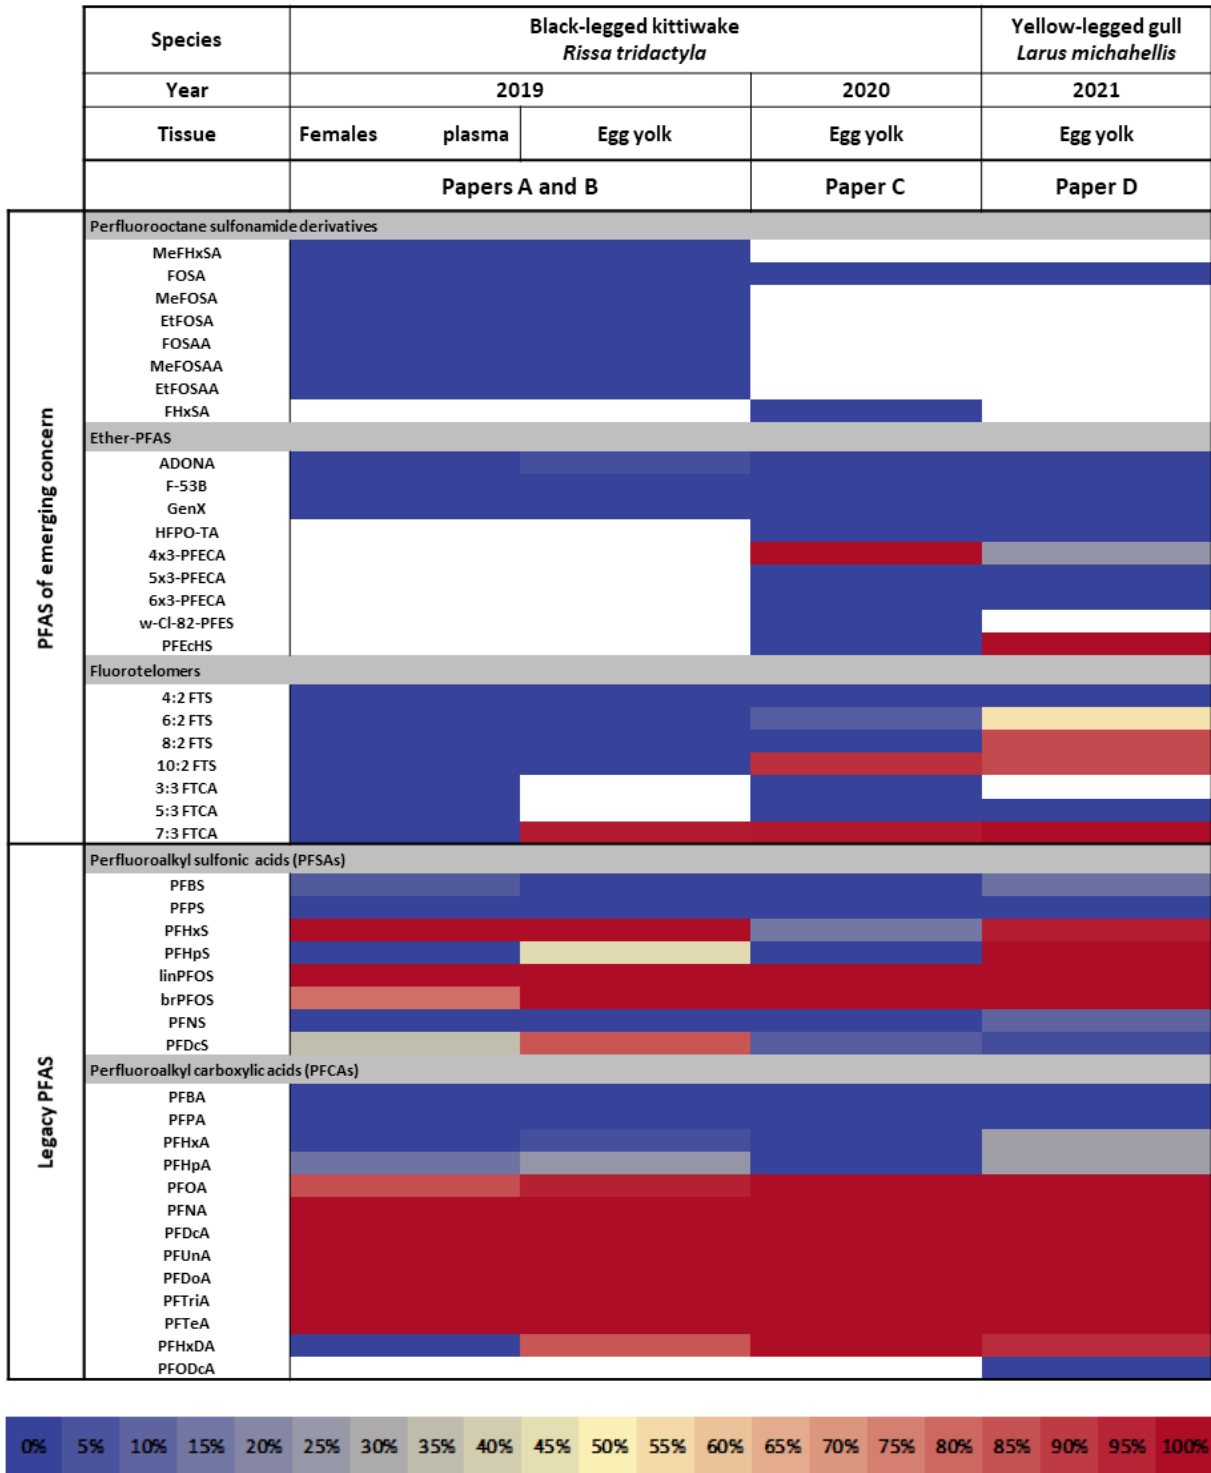 Species Black-legged kittiwake Yellow-legged gull
Rissa tridactyla Larus michahellis
Year 2019 2020 2021
Tissue Females plasma Egg yolk Egg yolk Egg yolk
Papers A and B Paper C Paper D
PFAS of emerging concern
Perfluorooctane sulfonamide derivatives
MeFHxSA
FOSA
MeFOSA
EtFOSA
FOSAA
MeFOSAA
EtFOSAA
FHxSA
Ether-PFAS
ADONA
F-53B
GenX
HFPO-TA
4x3-PFECA
5x3-PFECA
6x3-PFECA
w-Cl-82-PFES
PFEcHS
Fluorotelomers
4:2 FTS
6:2 FTS
8:2 FTS
10:2 FTS
3:3 FTCA
5:3 FTCA
7:3 FTCA
Legacy PFAS
Perfluoroalkyl sulfonic acids (PFSAs)
PFBS
PFPS
PFHxS
PFHpS
linPFOS
brPFOS
PFNS
PFDcS
Perfluoroalkyl carboxylic acids (PFCAs)
PFBA
PFPA
PFHxA
PFHpA
PFOA
PFNA
PFDcA
PFUnA
PFDoA
PFTriA
PFTeA
PFHxDA
PFODcA
0% 5% 10% 15% 20% 25% 30% 35% 40% 45% 50% 55% 60% 65% 70% 75% 80% 85% 90% 95% 100%